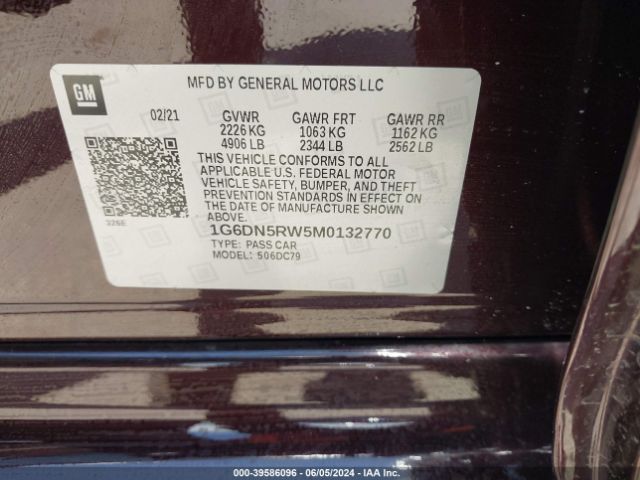 GM
MFD BY GENERAL MOTORS LLC
02/21 GVWR GAWR FRT GAWR RR
2226 KG 1063 KG 1162 KG
4906 LB 2344 LB 2562 LB
THIS VEHICLE CONFORMS TO ALL
APPLICABLE U.S. FEDERAL MOTOR
VEHICLE SAFETY, BUMPER, AND THEFT
PREVENTION STANDARDS IN EFFECT ON
THE DATE OF MANUFACTURE SHOWN
ABOVE.
326E
1G6DN5RW5M0132770
TYPE: PASS CAR
MODEL: 506DC79
000-39586096 - 06/05/2024 - IAA Inc.